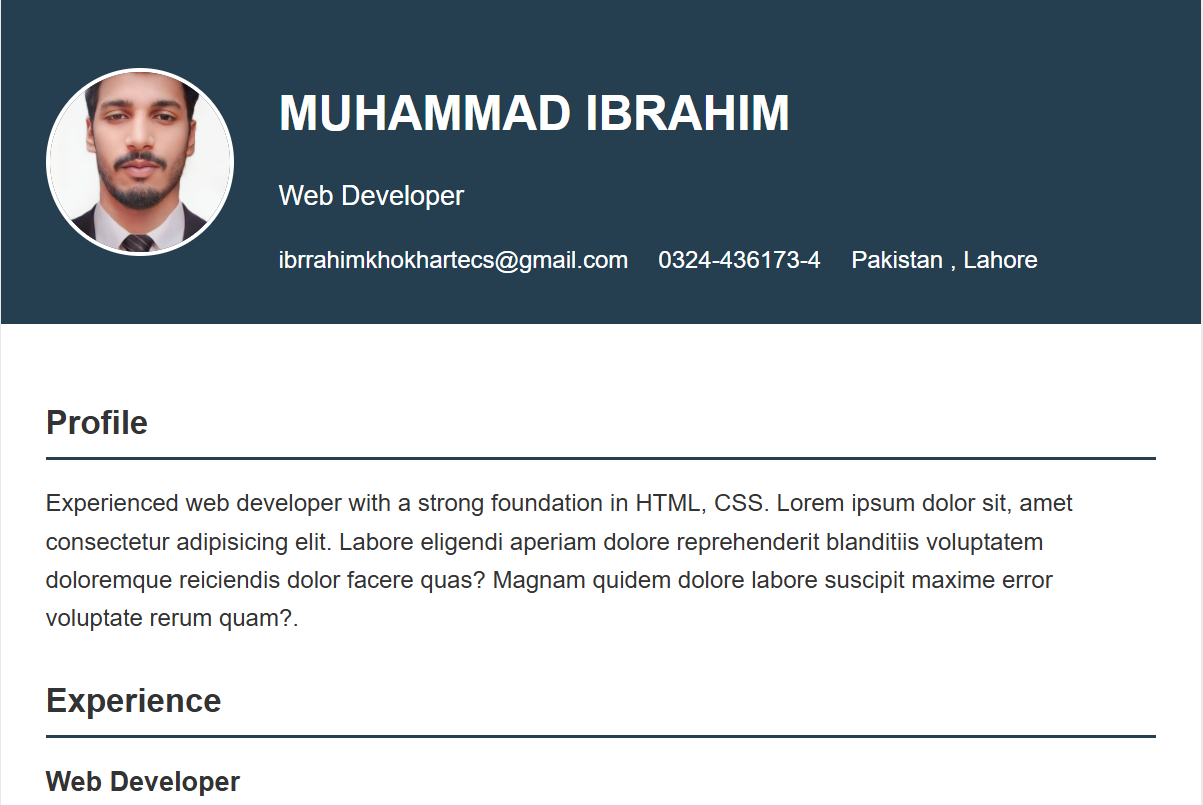 MUHAMMAD IBRAHIM
Web Developer
ibrrahimkhokhartecs@gmail.com 0324-436173-4 Pakistan , Lahore
Profile
Experienced web developer with a strong foundation in HTML, CSS. Lorem ipsum dolor sit, amet
consectetur adipisicing elit. Labore eligendi aperiam dolore reprehenderit blanditiis voluptatem
doloremque reiciendis dolor facere quas? Magnam quidem dolore labore suscipit maxime error
voluptate rerum quam?.
Experience
Web Developer